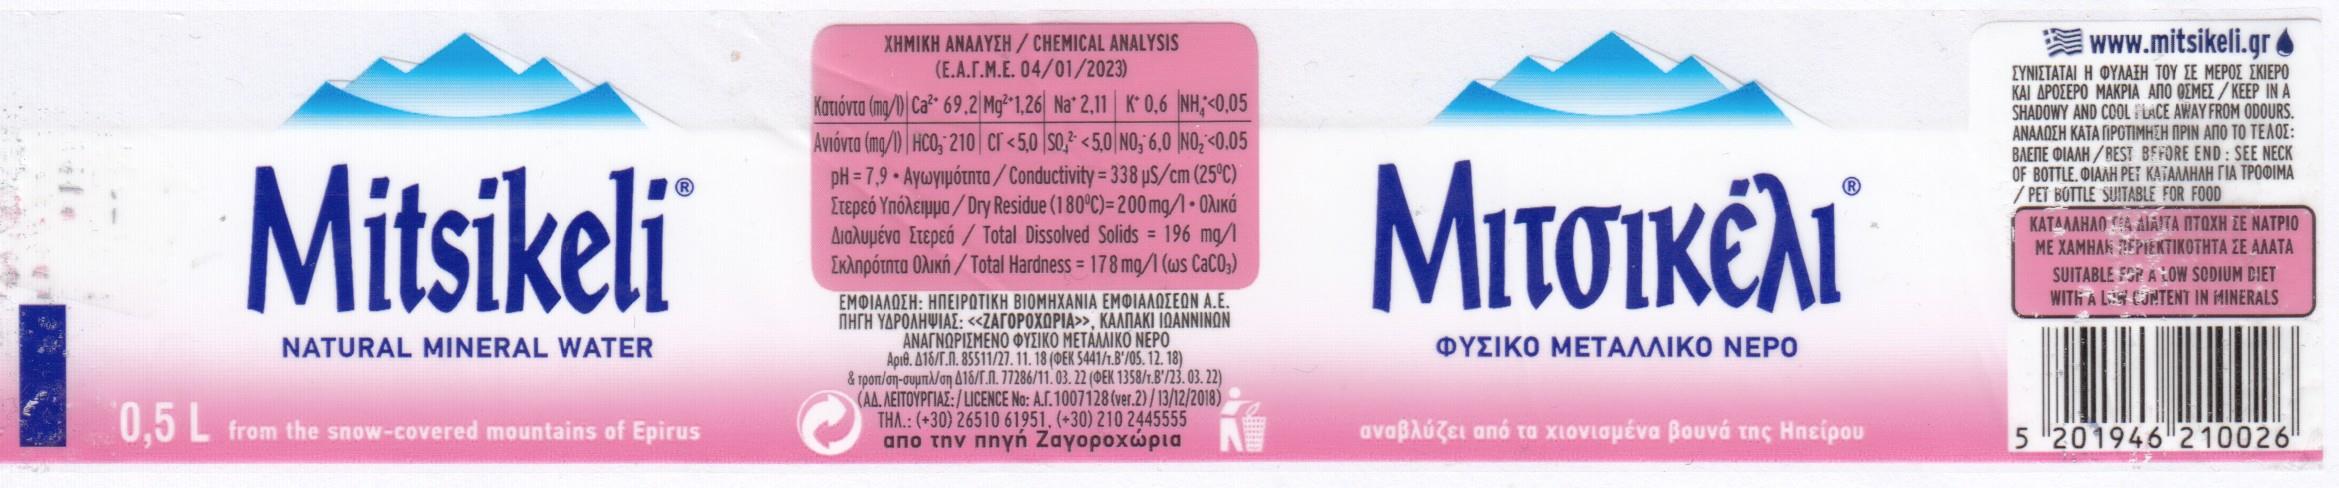 Mitsikeli®
NATURAL MINERAL WATER
0,5 L from the snow-covered mountains of Epirus
ΧΗΜΙΚΗ ΑΝΑΛΥΣΗ / CHEMICAL ANALYSIS
(Ε.Α.Γ.Μ.Ε. 04/01/2023)
Κατιόντα (mg/l) Ca²⁺ 69,2 Mg²⁺1,26 Na⁺ 2,11 K⁺ 0,6 NH₄⁺<0,05
Ανιόντα (mg/l) HCO₃⁻210 Cl⁻<5,0 SO₄²⁻<5,0 NO₃⁻6,0 NO₂⁻<0.05
pH = 7,9 • Αγωγιμότητα / Conductivity = 338 μS/cm (25⁰C)
Στερεό Υπόλειμμα / Dry Residue (180⁰C)= 200 mg/l • Ολικά
Διαλυμένα Στερεά / Total Dissolved Solids = 196 mg/l
Σκληρότητα Ολική / Total Hardness = 178 mg/l (ως CaCO₃)
ΕΜΦΙΑΛΩΣΗ: ΗΠΕΙΡΩΤΙΚΗ ΒΙΟΜΗΧΑΝΙΑ ΕΜΦΙΑΛΩΣΕΩΝ Α.Ε.
ΠΗΓΗ ΥΔΡΟΛΗΨΙΑΣ: <<ΖΑΓΟΡΟΧΩΡΙΑ>>, ΚΑΛΠΑΚΙ ΙΩΑΝΝΙΝΩΝ
ΑΝΑΓΝΩΡΙΣΜΕΝΟ ΦΥΣΙΚΟ ΜΕΤΑΛΛΙΚΟ ΝΕΡΟ
Αριθ. Δ1δ/Γ.Π. 85511/27. 11. 18 (ΦΕΚ 5441/τ.Β'/05. 12. 18)
& τροπ/ση-συμπλ/ση Δ1δ/Γ.Π. 77286/11. 03. 22 (ΦΕΚ 1358/τ.Β'/23. 03. 22)
(ΑΔ. ΛΕΙΤΟΥΡΓΙΑΣ: / LICENCE No: Α.Γ. 1007128 (ver.2) / 13/12/2018)
ΤΗΛ.: (+30) 26510 61951, (+30) 210 2445555
απο την πηγή Ζαγοροχώρια
Μιτσικέλι®
ΦΥΣΙΚΟ ΜΕΤΑΛΛΙΚΟ ΝΕΡΟ
αναβλύζει από τα χιονισμένα βουνά της Ηπείρου
www.mitsikeli.gr
ΣΥΝΙΣΤΑΤΑΙ Η ΦΥΛΑΞΗ ΤΟΥ ΣΕ ΜΕΡΟΣ ΣΚΙΕΡΟ
ΚΑΙ ΔΡΟΣΕΡΟ ΜΑΚΡΙΑ ΑΠΟ ΟΣΜΕΣ / KEEP IN A
SHADOWY AND COOL PLACE AWAY FROM ODOURS.
ΑΝΑΛΩΣΗ ΚΑΤΑ ΠΡΟΤΙΜΗΣΗ ΠΡΙΝ ΑΠΟ ΤΟ ΤΕΛΟΣ:
ΒΛΕΠΕ ΦΙΑΛΗ / BEST BEFORE END : SEE NECK
OF BOTTLE. ΦΙΑΛΗ PET ΚΑΤΑΛΛΗΛΗ ΓΙΑ ΤΡΟΦΙΜΑ
/ PET BOTTLE SUITABLE FOR FOOD
ΚΑΤΑΛΛΗΛΟ ΓΙΑ ΔΙΑΙΤΑ ΠΤΩΧΗ ΣΕ ΝΑΤΡΙΟ
ΜΕ ΧΑΜΗΛΗ ΠΕΡΙΕΚΤΙΚΟΤΗΤΑ ΣΕ ΑΛΑΤΑ
SUITABLE FOR A LOW SODIUM DIET
WITH A LOW CONTENT IN MINERALS
5 201946 210026